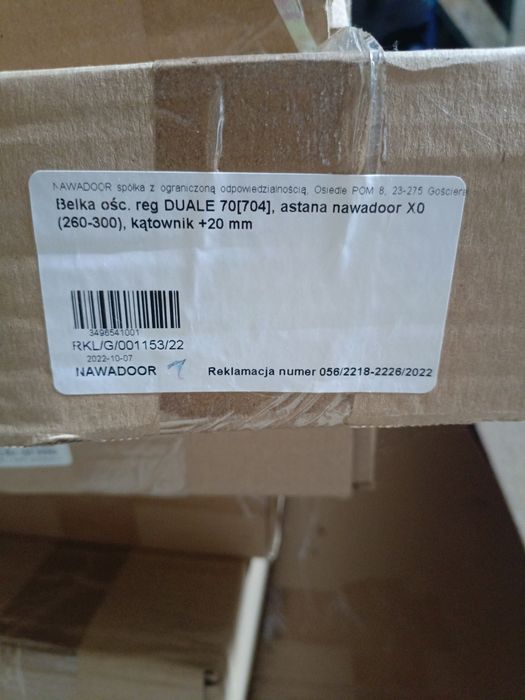 NAWADOOR spółka z ograniczoną odpowiedzialnością, Osiedle POM 8, 23-275 Gościera
Belka ośc. reg DUALE 70[704], astana nawadoor X0
(260-300), kątownik +20 mm
3496541001
RKL/G/001153/22
2022-10-07
NAWADOOR
Reklamacja numer 056/2218-2226/2022